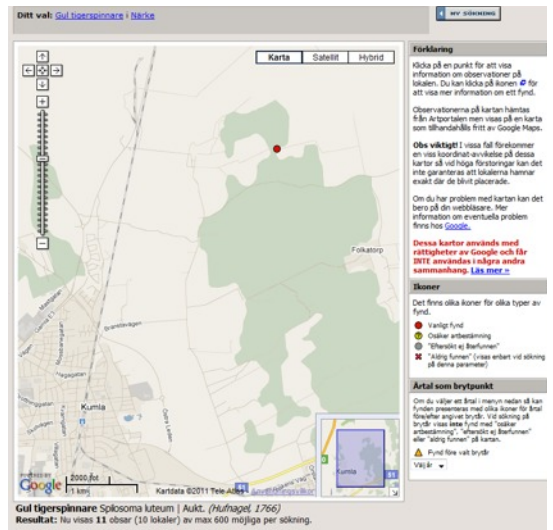 Ditt val: Gul tigerspinnare i Närke
NY SÖKNING
Karta
Satellit
Hybrid
Folkatorp
Brandstavägen
Hagagatan
Östra Leden
Kumla
POWERED BY
Google
2000 fot
1 km
Kartdata ©2011 Tele Atlas - Användningsvillkor
Kumla
Gul tigerspinnare Spilosoma luteum | Aukt. (Hufnagel, 1766)
Resultat: Nu visas 11 obsar (10 lokaler) av max 600 möjliga per sökning.
Förklaring
Klicka på en punkt för att visa
information om observationer på
lokalen. Du kan klicka på ikonen för
att visa mer information om ett fynd.
Observationerna på kartan hämtas
från Artportalen men visas på en karta
som tillhandahålls fritt av Google Maps.
Obs viktigt! I vissa fall förekommer
en viss koordinat-avvikelse på dessa
kartor så vid höga förstoringar kan det
inte garanteras att lokalerna hamnar
exakt där de blivit placerade.
Om du har problem med kartan kan det
bero på din webbläsare. Mer
information om eventuella problem
finns hos Google.
Dessa kartor används med
rättigheter av Google och får
INTE användas i några andra
sammanhang. Läs mer »
Ikoner
Det finns olika ikoner för olika typer av
fynd.
Vanligt fynd
Osäker artbestämning
"Eftersökt ej återfunnen"
"Aldrig funnen" (visas enbart vid sökning
på denna parameter)
Årtal som brytpunkt
Om du väljer ett årtal i menyn nedan så kan
fynden presenteras med olika ikoner för årtal
före/efter angivet brytår. Vid sökning på
brytår visas inte fynd med "osäker
artbestämning", "eftersökt ej återfunnen"
eller "aldrig funnen" på kartan.
Fynd före valt brytår
Välj år